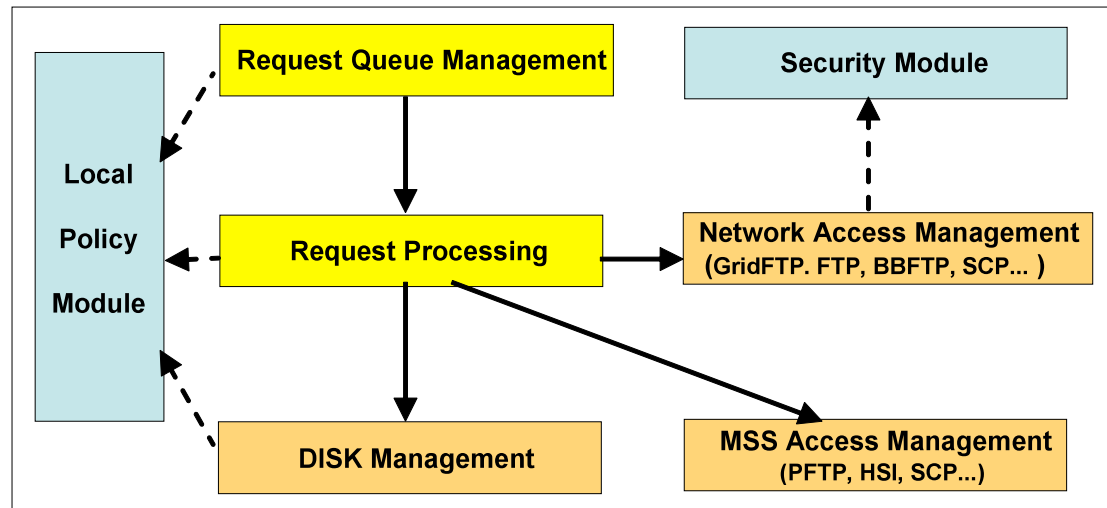 Request Queue Management
Security Module
Local
Policy
Module
Request Processing
Network Access Management
(GridFTP. FTP, BBFTP, SCP... )
DISK Management
MSS Access Management
(PFTP, HSI, SCP...)